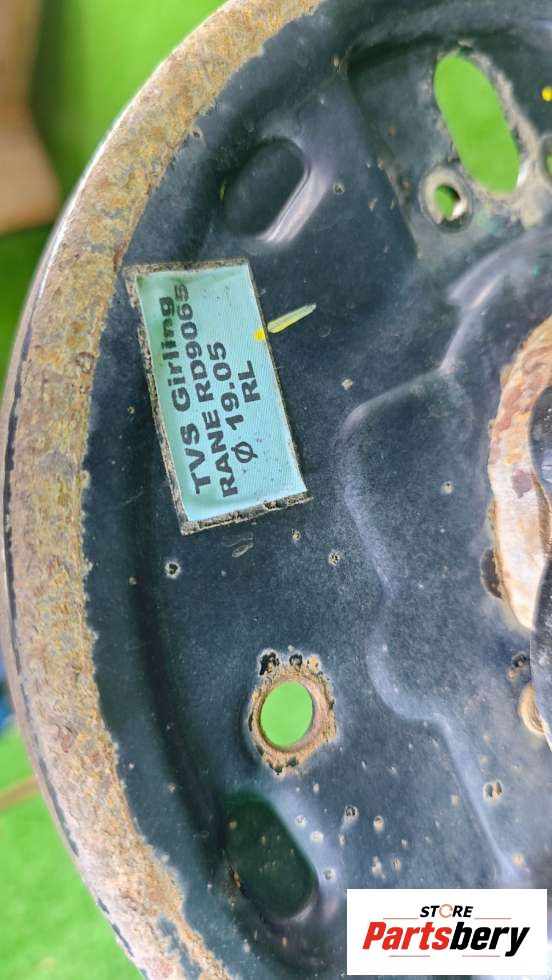 TVS Girling
RANE RD9065
Ø 19.05
RL
STORE
Partsbery